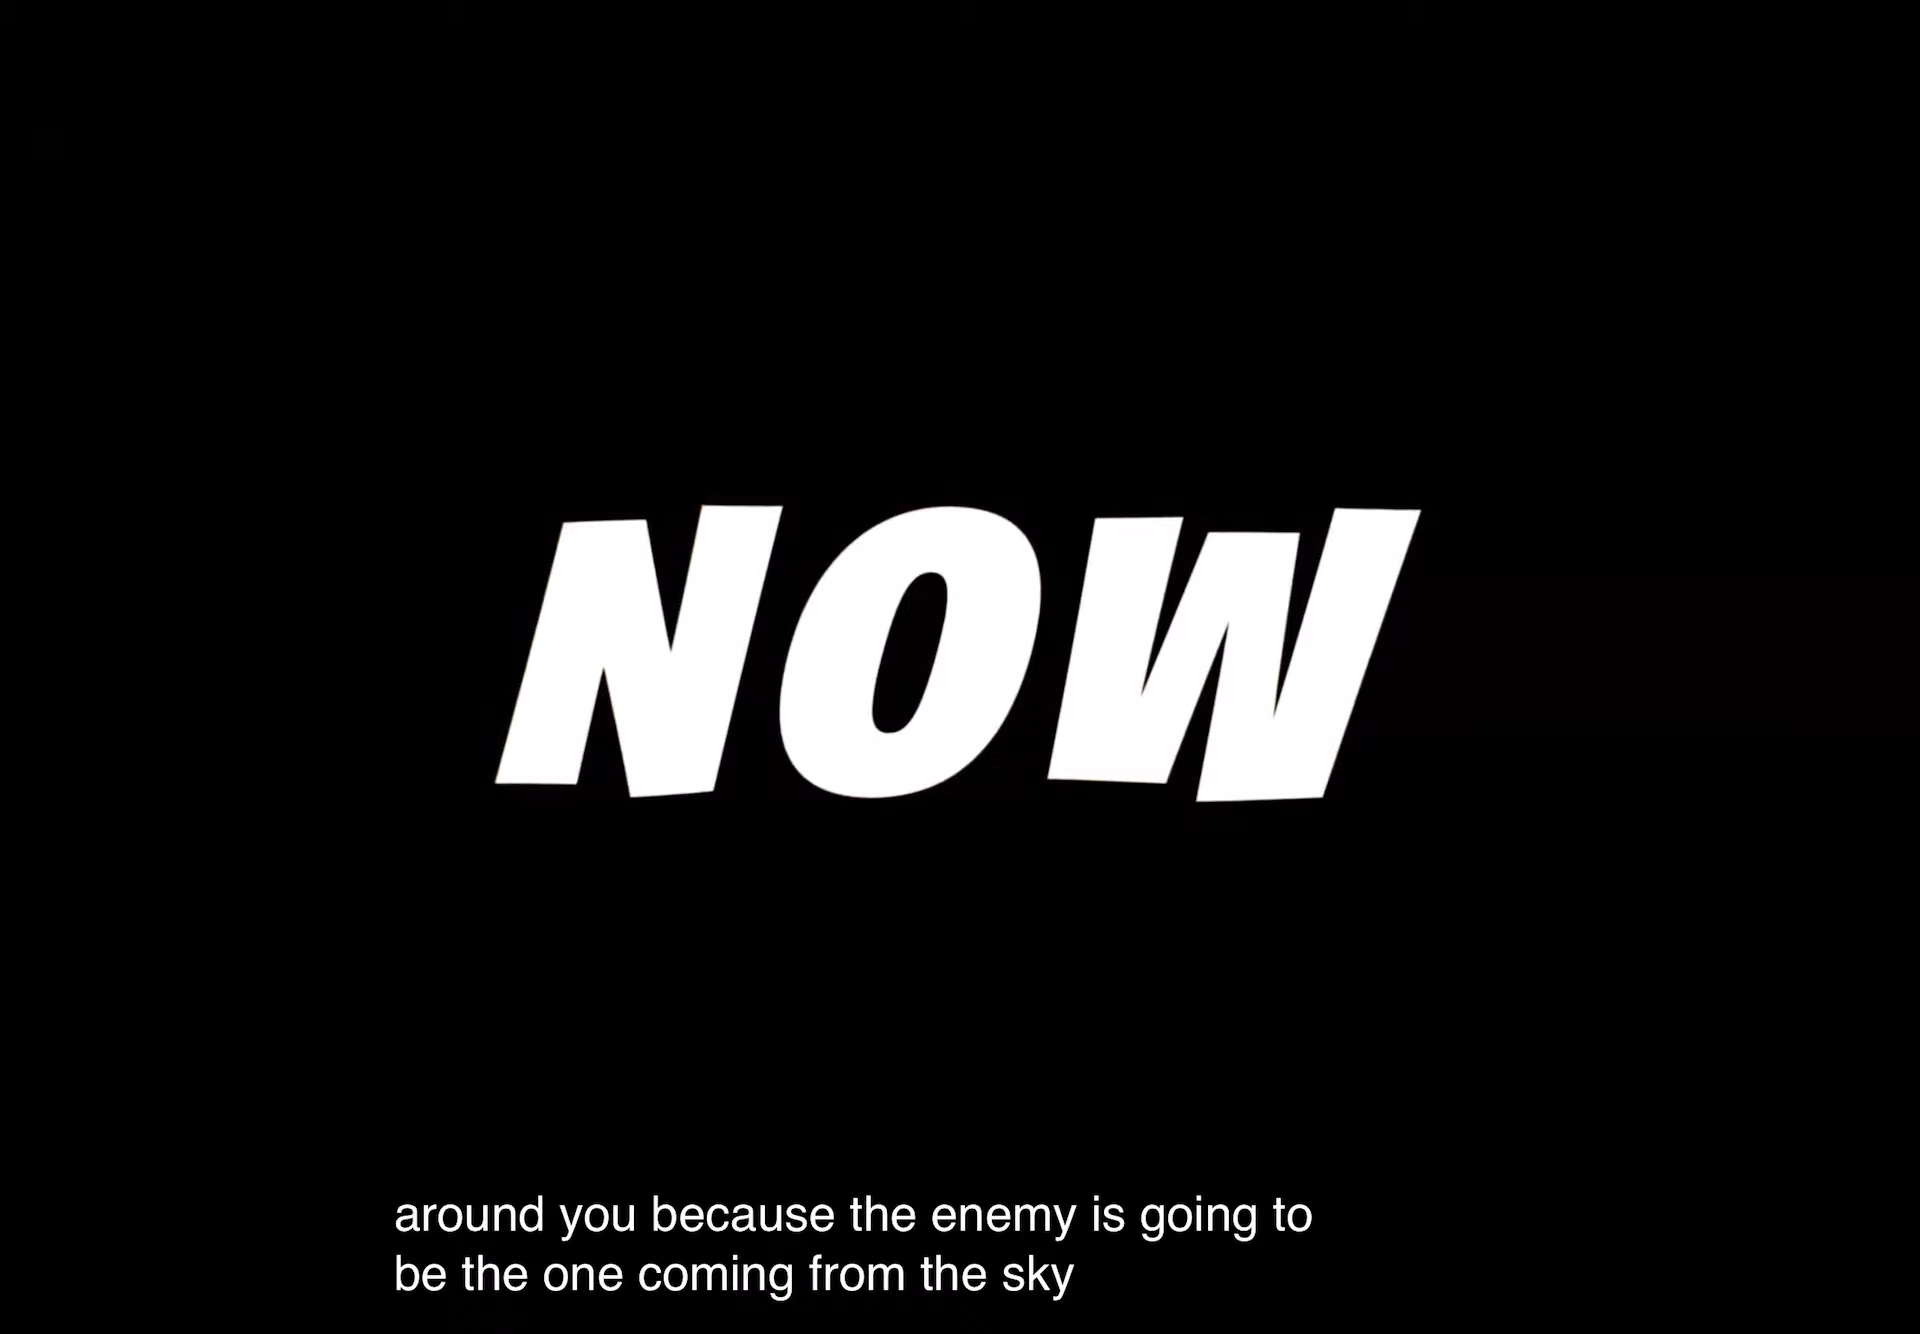 NOW
around you because the enemy is going to
be the one coming from the sky